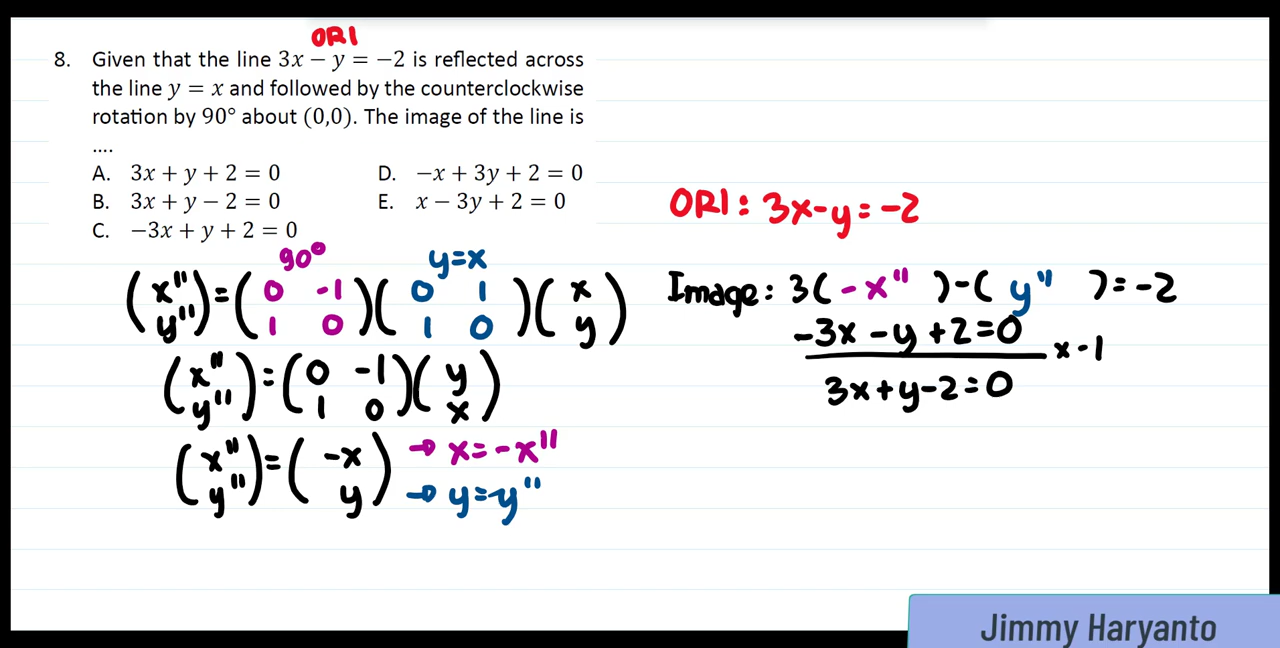 ORI
8. Given that the line 3x − y = −2 is reflected across
the line y = x and followed by the counterclockwise
rotation by 90° about (0,0). The image of the line is
....
A. 3x + y + 2 = 0 D. −x + 3y + 2 = 0
B. 3x + y − 2 = 0 E. x − 3y + 2 = 0
C. −3x + y + 2 = 0
90° y=x
(x'' y'') = (0 -1 1 0)(0 1 1 0)(x y)
(x'' y'') = (0 -1 1 0)(y x)
(x'' y'') = (-x y) → x=-x''
→ y=y''
ORI: 3x-y=-2
Image: 3(-x'')-(y'')=-2
-3x-y+2=0
x-1
3x+y-2=0
Jimmy Haryanto